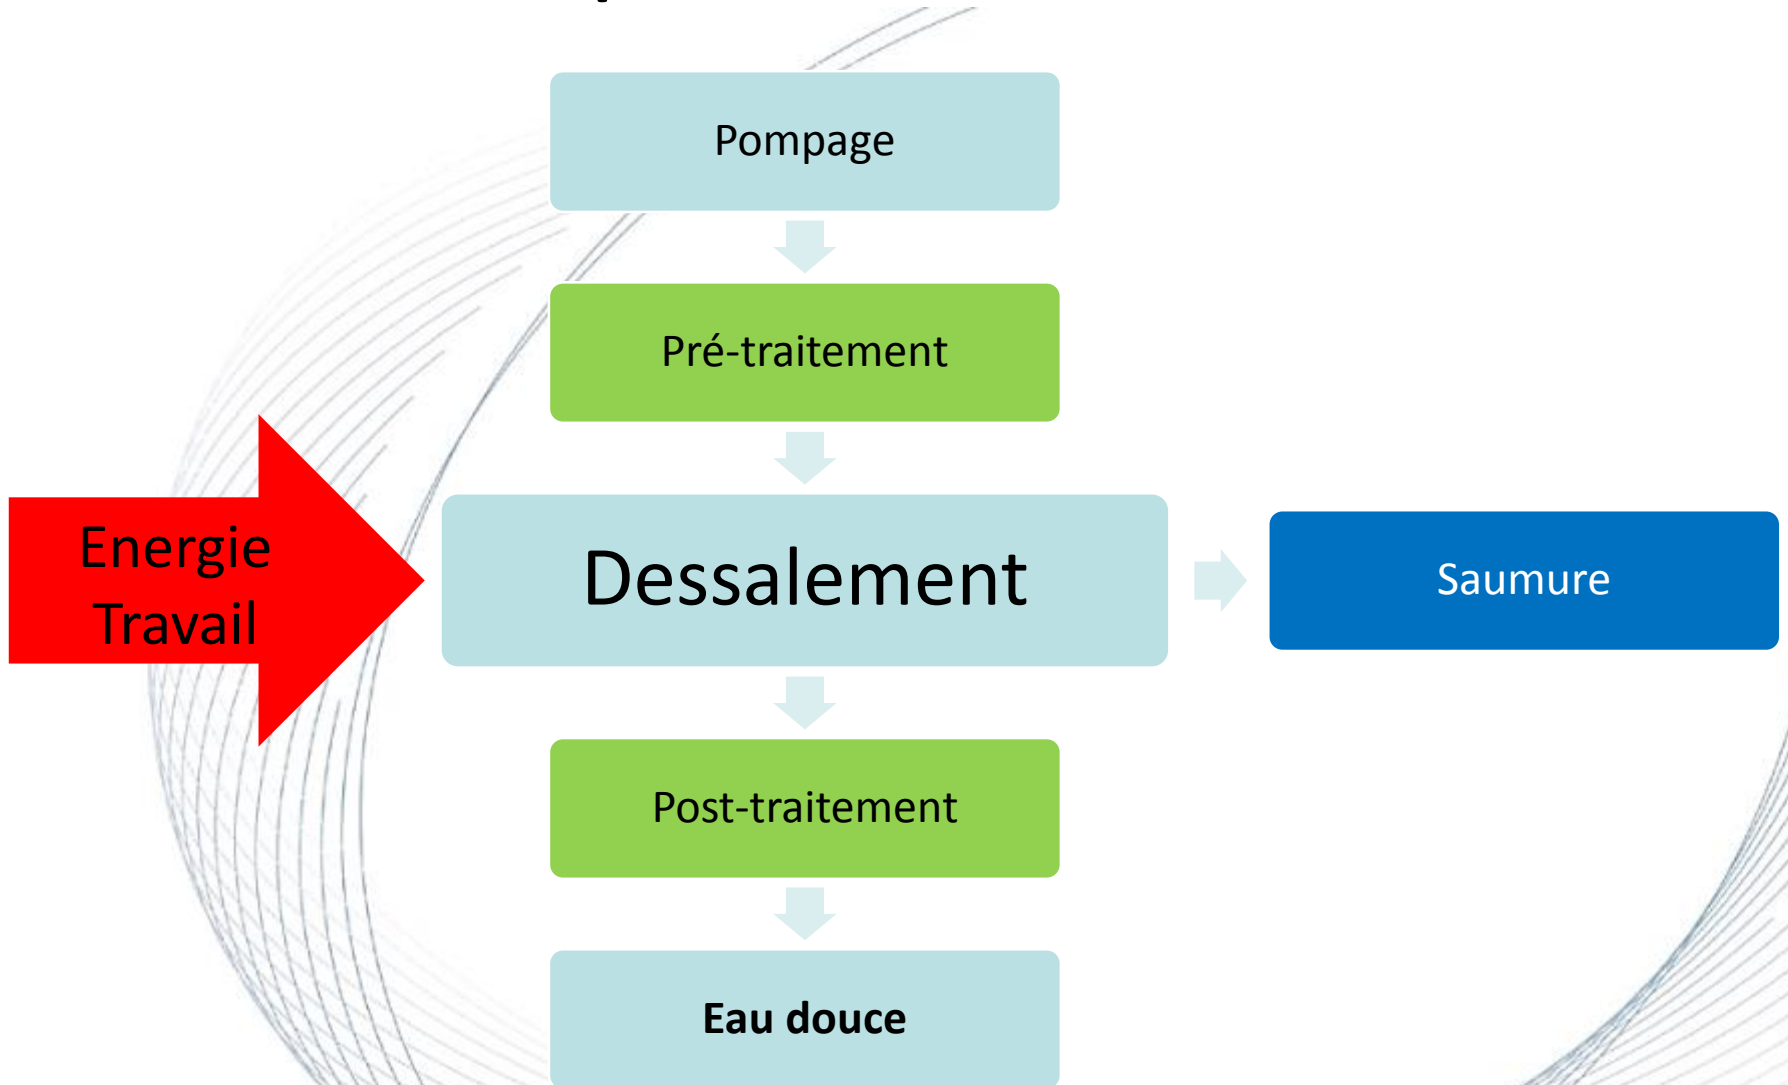 Pompage
Pré-traitement
Energie
Travail
Dessalement
Saumure
Post-traitement
Eau douce